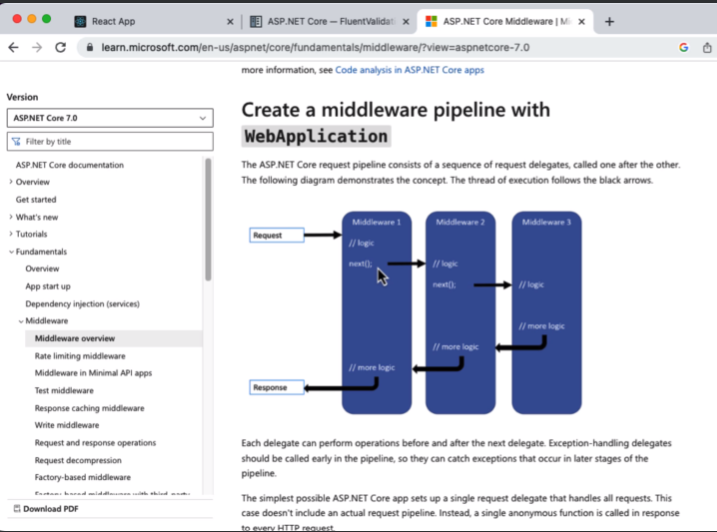 React App
ASP.NET Core — FluentValidat
ASP.NET Core Middleware | Mi
learn.microsoft.com/en-us/aspnet/core/fundamentals/middleware/?view=aspnetcore-7.0
more information, see Code analysis in ASP.NET Core apps
Version
ASP.NET Core 7.0
Filter by title
ASP.NET Core documentation
Overview
Get started
What's new
Tutorials
Fundamentals
Overview
App start up
Dependency injection (services)
Middleware
Middleware overview
Rate limiting middleware
Middleware in Minimal API apps
Test middleware
Response caching middleware
Write middleware
Request and response operations
Request decompression
Factory-based middleware
Factory-based middleware with third-party
Download PDF
Create a middleware pipeline with
WebApplication
The ASP.NET Core request pipeline consists of a sequence of request delegates, called one after the other.
The following diagram demonstrates the concept. The thread of execution follows the black arrows.
Middleware 1
Middleware 2
Middleware 3
Request
// logic
next();
// logic
next();
// logic
// more logic
// more logic
// more logic
Response
Each delegate can perform operations before and after the next delegate. Exception-handling delegates
should be called early in the pipeline, so they can catch exceptions that occur in later stages of the
pipeline.
The simplest possible ASP.NET Core app sets up a single request delegate that handles all requests. This
case doesn't include an actual request pipeline. Instead, a single anonymous function is called in response
to every HTTP request.